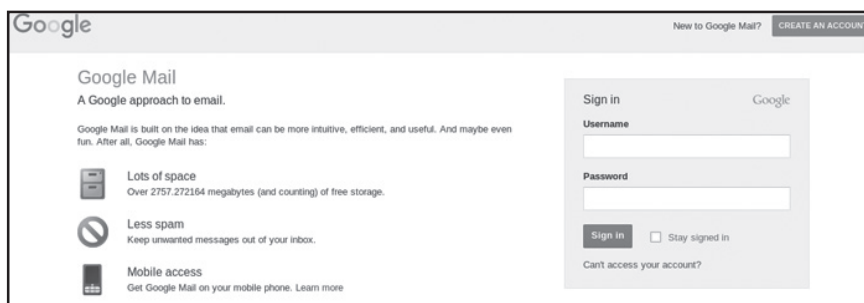 Google
New to Google Mail? CREATE AN ACCOUNT
Google Mail
A Google approach to email.
Google Mail is built on the idea that email can be more intuitive, efficient, and useful. And maybe even
fun. After all, Google Mail has:
Lots of space
Over 2757.272164 megabytes (and counting) of free storage.
Less spam
Keep unwanted messages out of your inbox.
Mobile access
Get Google Mail on your mobile phone. Learn more
Sign in Google
Username
Password
Sign in Stay signed in
Can't access your account?